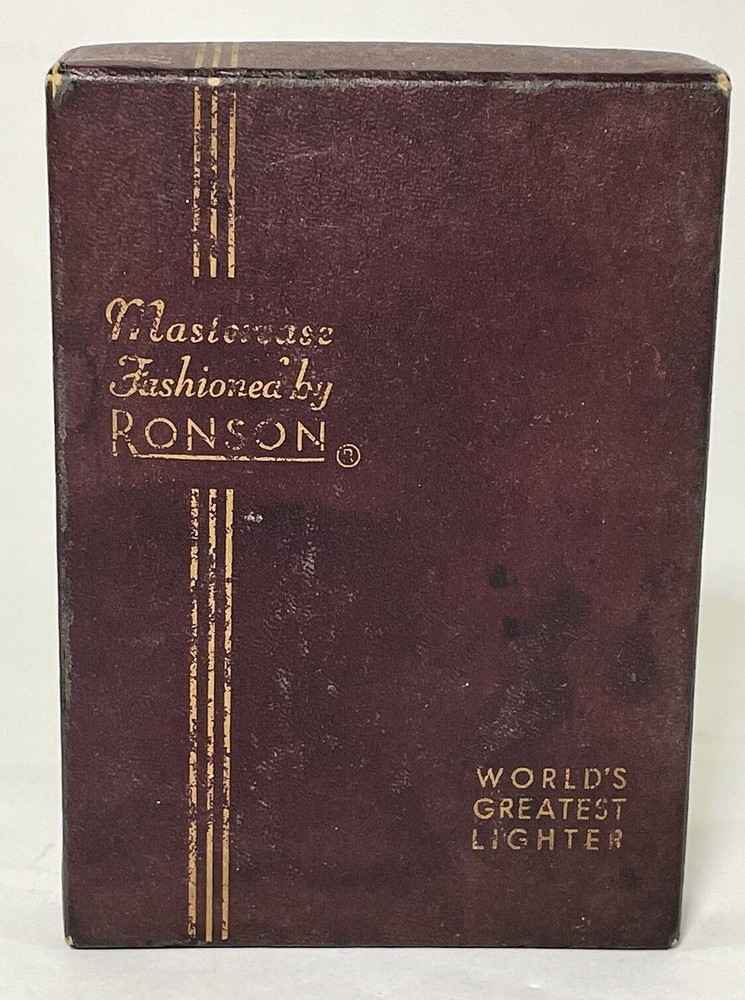 Mastercase
Fashioned by
RONSON ®
WORLD'S
GREATEST
LIGHTER